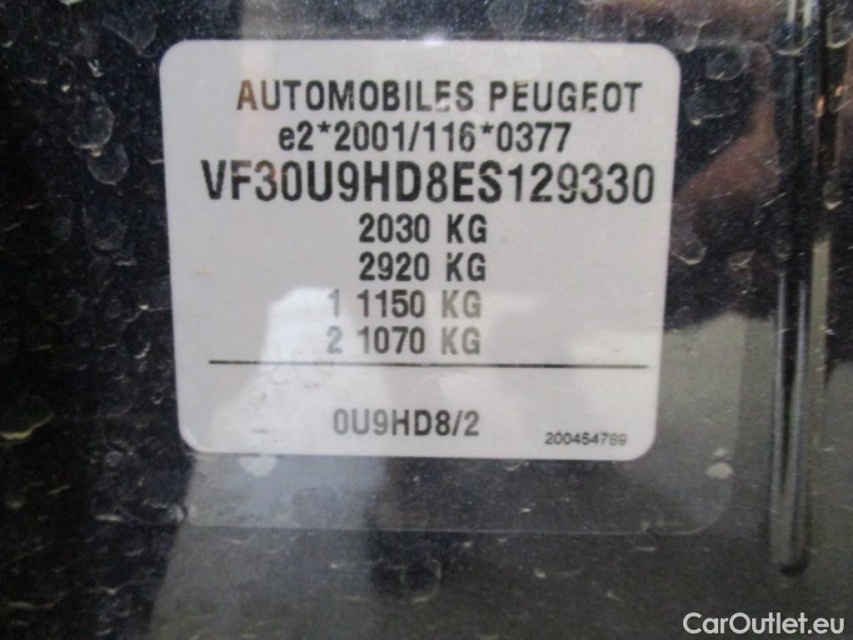 AUTOMOBILES PEUGEOT
e2*2001/116*0377
VF30U9HD8ES129330
2030 KG
2920 KG
1 1150 KG
2 1070 KG
0U9HD8/2
200454789
CarOutlet.eu